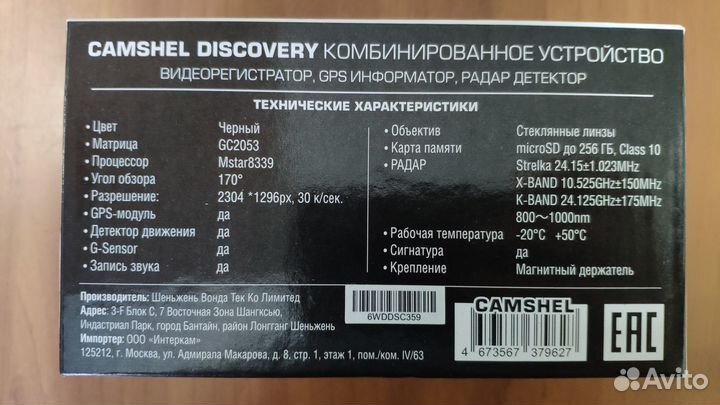 CAMSHEL DISCOVERY КОМБИНИРОВАННОЕ УСТРОЙСТВО
ВИДЕОРЕГИСТРАТОР, GPS ИНФОРМАТОР, РАДАР ДЕТЕКТОР
ТЕХНИЧЕСКИЕ ХАРАКТЕРИСТИКИ
• Цвет Черный
• Матрица GC2053
• Процессор Mstar8339
• Угол обзора 170°
• Разрешение: 2304 *1296px, 30 к/сек.
• GPS-модуль да
• Детектор движения да
• G-Sensor да
• Запись звука да
• Объектив Стеклянные линзы
• Карта памяти microSD до 256 ГБ, Class 10
• РАДАР Strelka 24.15±1.023MHz
X-BAND 10.525GHz±150MHz
K-BAND 24.125GHz±175MHz
800~1000nm
• Рабочая температура -20°C +50°C
• Сигнатура да
• Крепление Магнитный держатель
Производитель: Шеньжень Вонда Тек Ко Лимитед
Адрес: 3-F Блок С, 7 Восточная Зона Шангксью,
Индастриал Парк, город Бантайн, район Лонгганг Шеньжень
Импортер: ООО «Интеркам»
125212, г. Москва, ул. Адмирала Макарова, д. 8, стр. 1, этаж 1, пом./ком. IV/63
6WDDSC359
CAMSHEL
4 673567 379627
EAC
Avito